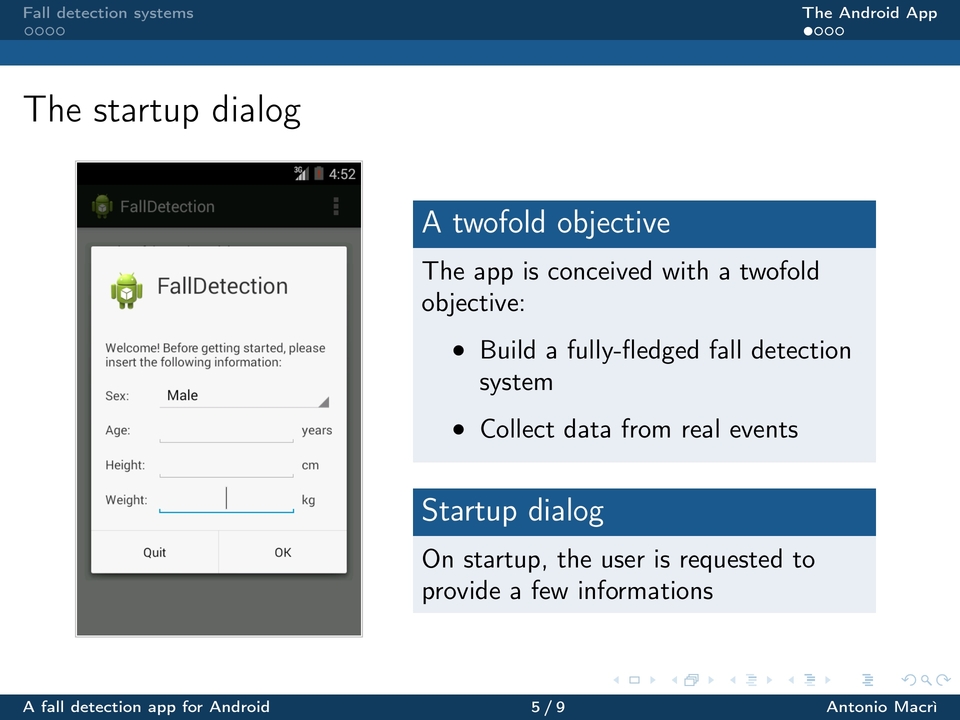 Fall detection systems
The Android App
The startup dialog
3G 4:52
FallDetection
FallDetection
Welcome! Before getting started, please
insert the following information:
Sex: Male
Age: years
Height: cm
Weight: kg
Quit OK
A twofold objective
The app is conceived with a twofold
objective:
• Build a fully-fledged fall detection
system
• Collect data from real events
Startup dialog
On startup, the user is requested to
provide a few informations
A fall detection app for Android
5 / 9
Antonio Macrì